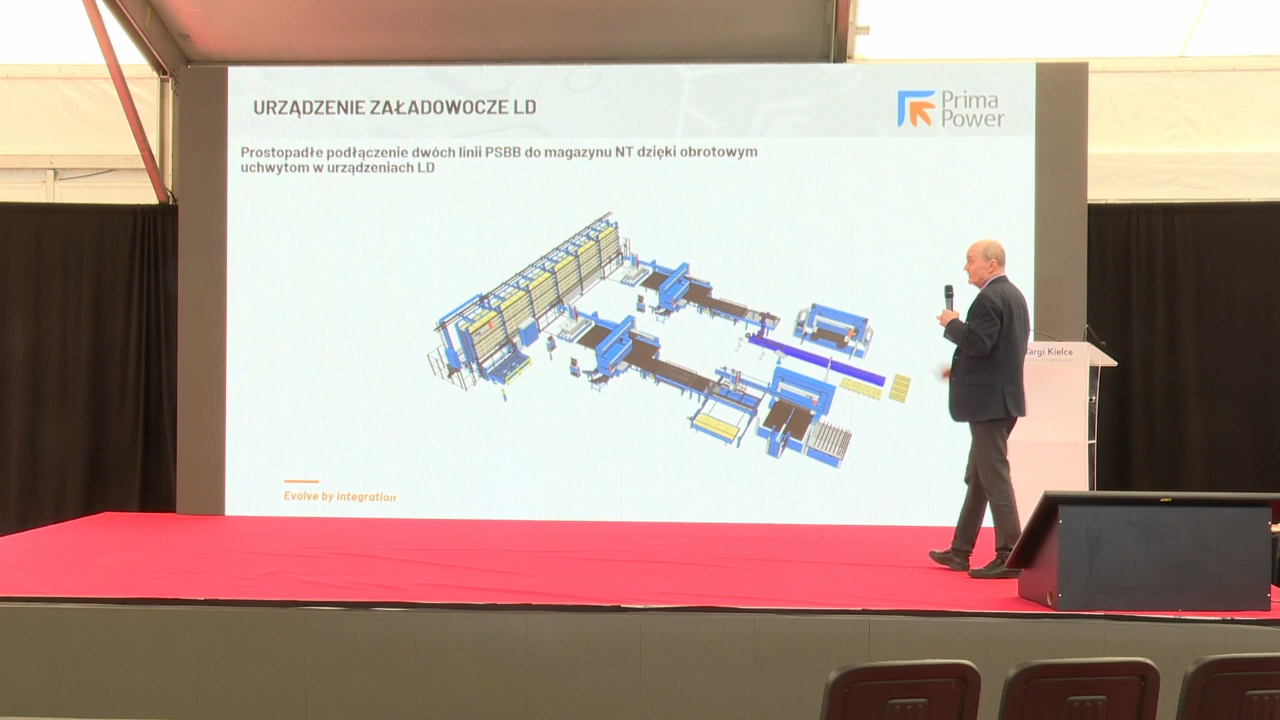 URZĄDZENIE ZAŁADOWOCZE LD
Prima
Power
Prostopadłe podłączenie dwóch linii PSBB do magazynu NT dzięki obrotowym
uchwytom w urządzeniach LD
Targi Kielce
Evolve by integration